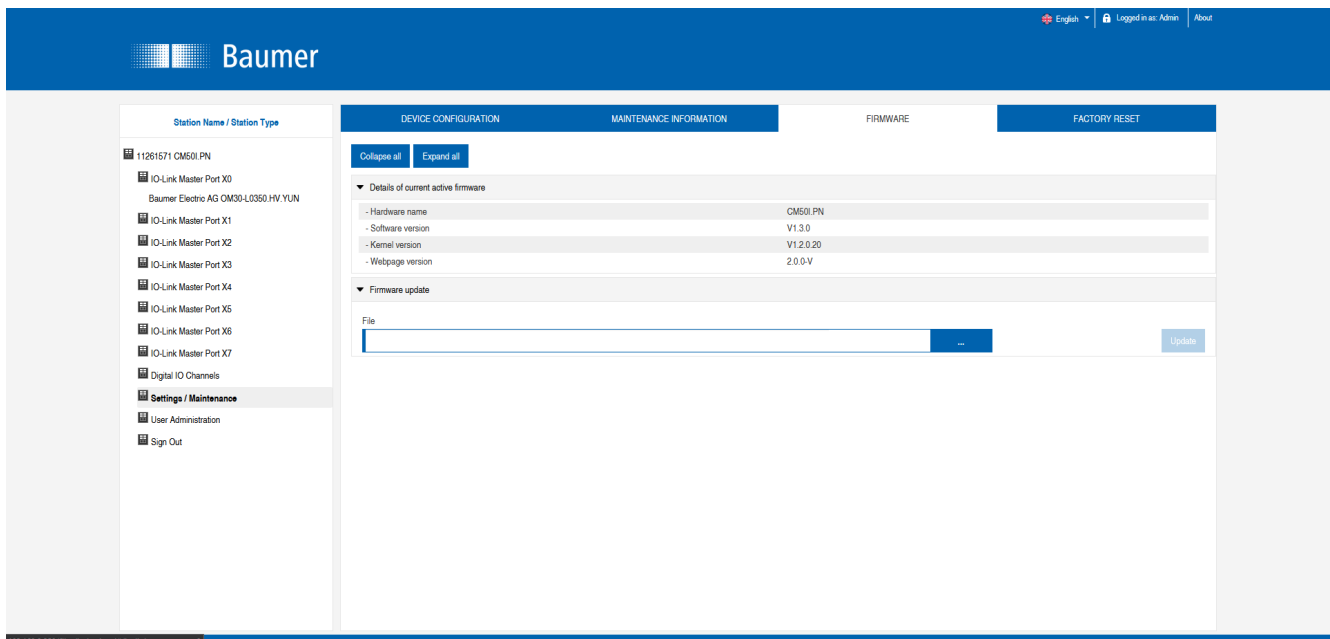 English
Logged in as: Admin
About
Baumer
Station Name / Station Type
11261571 CM50I.PN
IO-Link Master Port X0
Baumer Electric AG OM30-L0350.HV.YUN
IO-Link Master Port X1
IO-Link Master Port X2
IO-Link Master Port X3
IO-Link Master Port X4
IO-Link Master Port X5
IO-Link Master Port X6
IO-Link Master Port X7
Digital IO Channels
Settings / Maintenance
User Administration
Sign Out
DEVICE CONFIGURATION
MAINTENANCE INFORMATION
FIRMWARE
FACTORY RESET
Collapse all
Expand all
Details of current active firmware
- Hardware name CM50I.PN
- Software version V1.3.0
- Kernel version V1.2.0.20
- Webpage version 2.0.0-V
Firmware update
File
...
Update